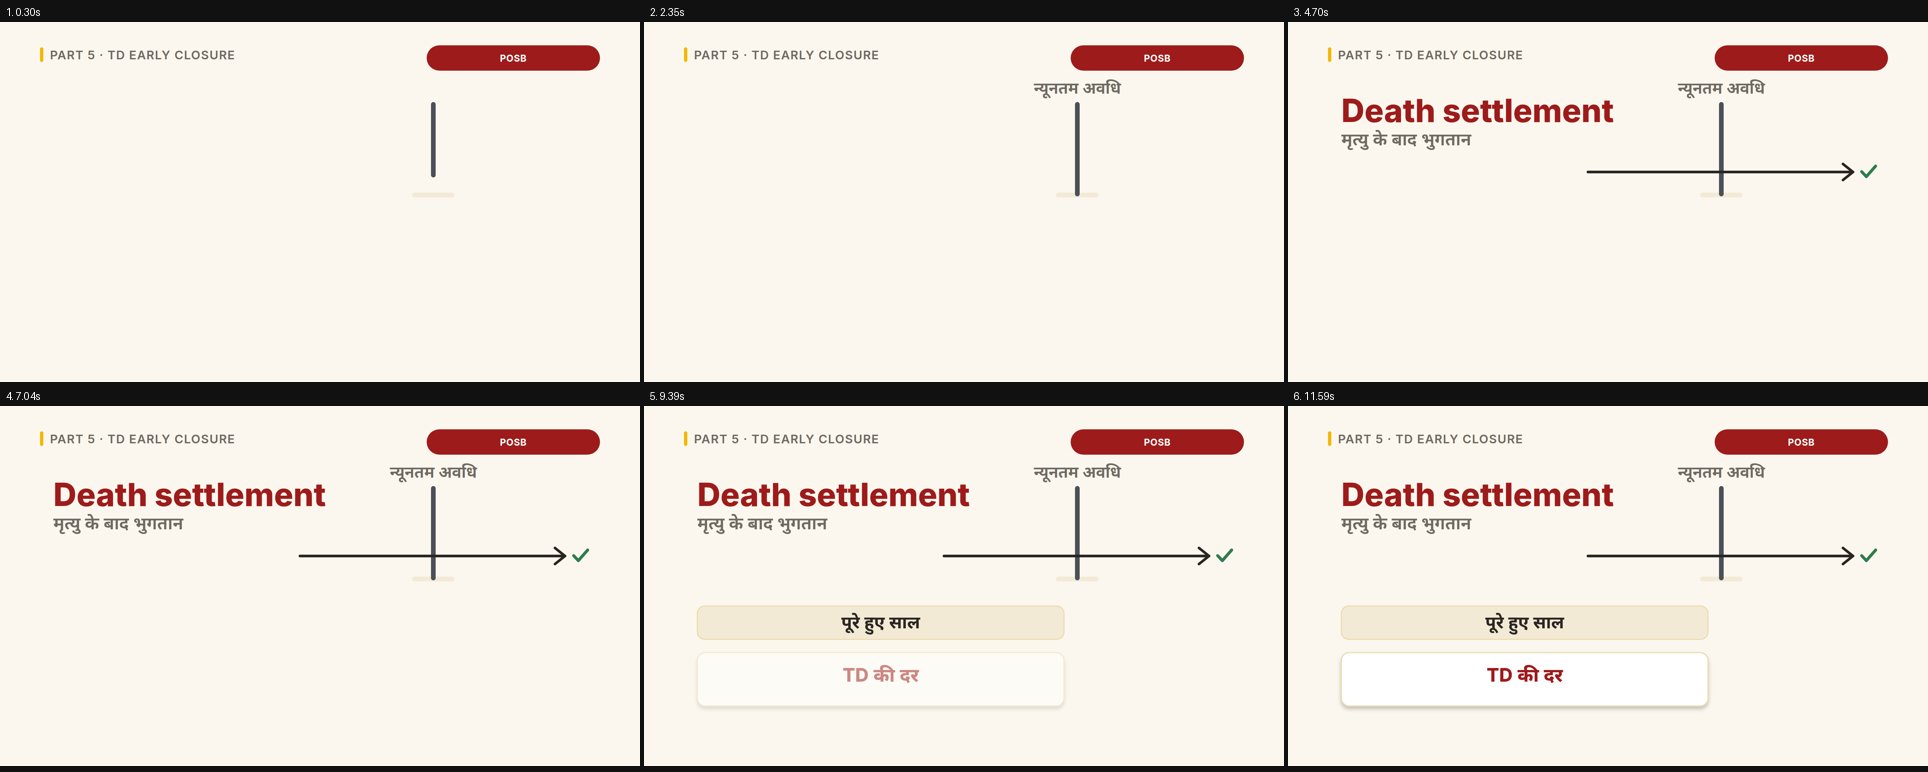 1. 0.30s
PART 5 · TD EARLY CLOSURE
POSB
2. 2.35s
PART 5 · TD EARLY CLOSURE
POSB
न्यूनतम अवधि
3. 4.70s
PART 5 · TD EARLY CLOSURE
POSB
न्यूनतम अवधि
Death settlement
मृत्यु के बाद भुगतान
4. 7.04s
PART 5 · TD EARLY CLOSURE
POSB
न्यूनतम अवधि
Death settlement
मृत्यु के बाद भुगतान
5. 9.39s
PART 5 · TD EARLY CLOSURE
POSB
न्यूनतम अवधि
Death settlement
मृत्यु के बाद भुगतान
पूरे हुए साल
TD की दर
6. 11.59s
PART 5 · TD EARLY CLOSURE
POSB
न्यूनतम अवधि
Death settlement
मृत्यु के बाद भुगतान
पूरे हुए साल
TD की दर